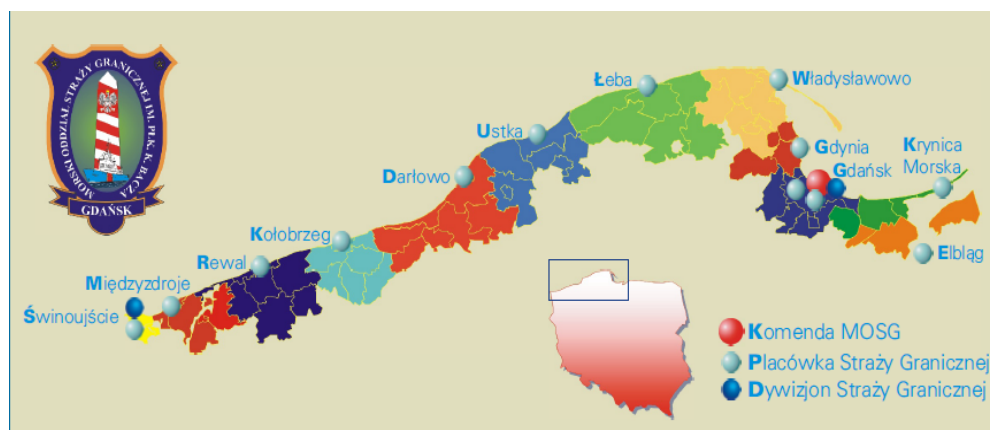 MORSKI ODDZIAŁ STRAŻY GRANICZNEJ IM. PŁK. K. BĄCZA
GDAŃSK
Łeba
Władysławowo
Ustka
Gdynia
Krynica
Morska
Gdańsk
Darłowo
Kołobrzeg
Elbląg
Rewal
Międzyzdroje
Świnoujście
Komenda MOSG
Placówka Straży Granicznej
Dywizjon Straży Granicznej